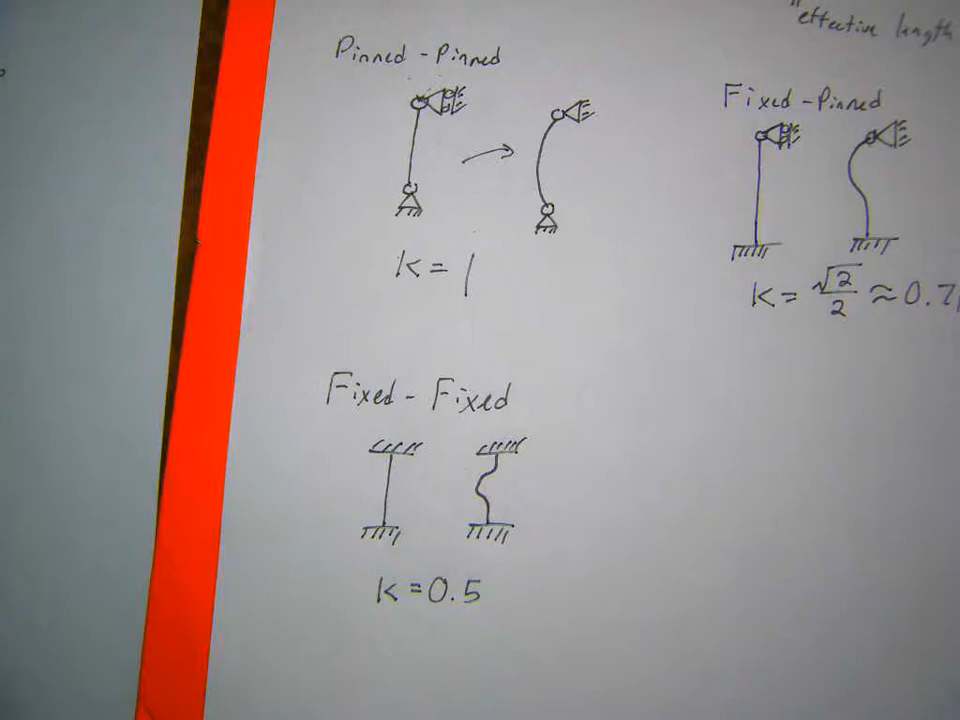 "effective length
Pinned - Pinned
Fixed - Pinned
K = 1
K = √2/2 ≈ 0.7
Fixed - Fixed
K = 0.5